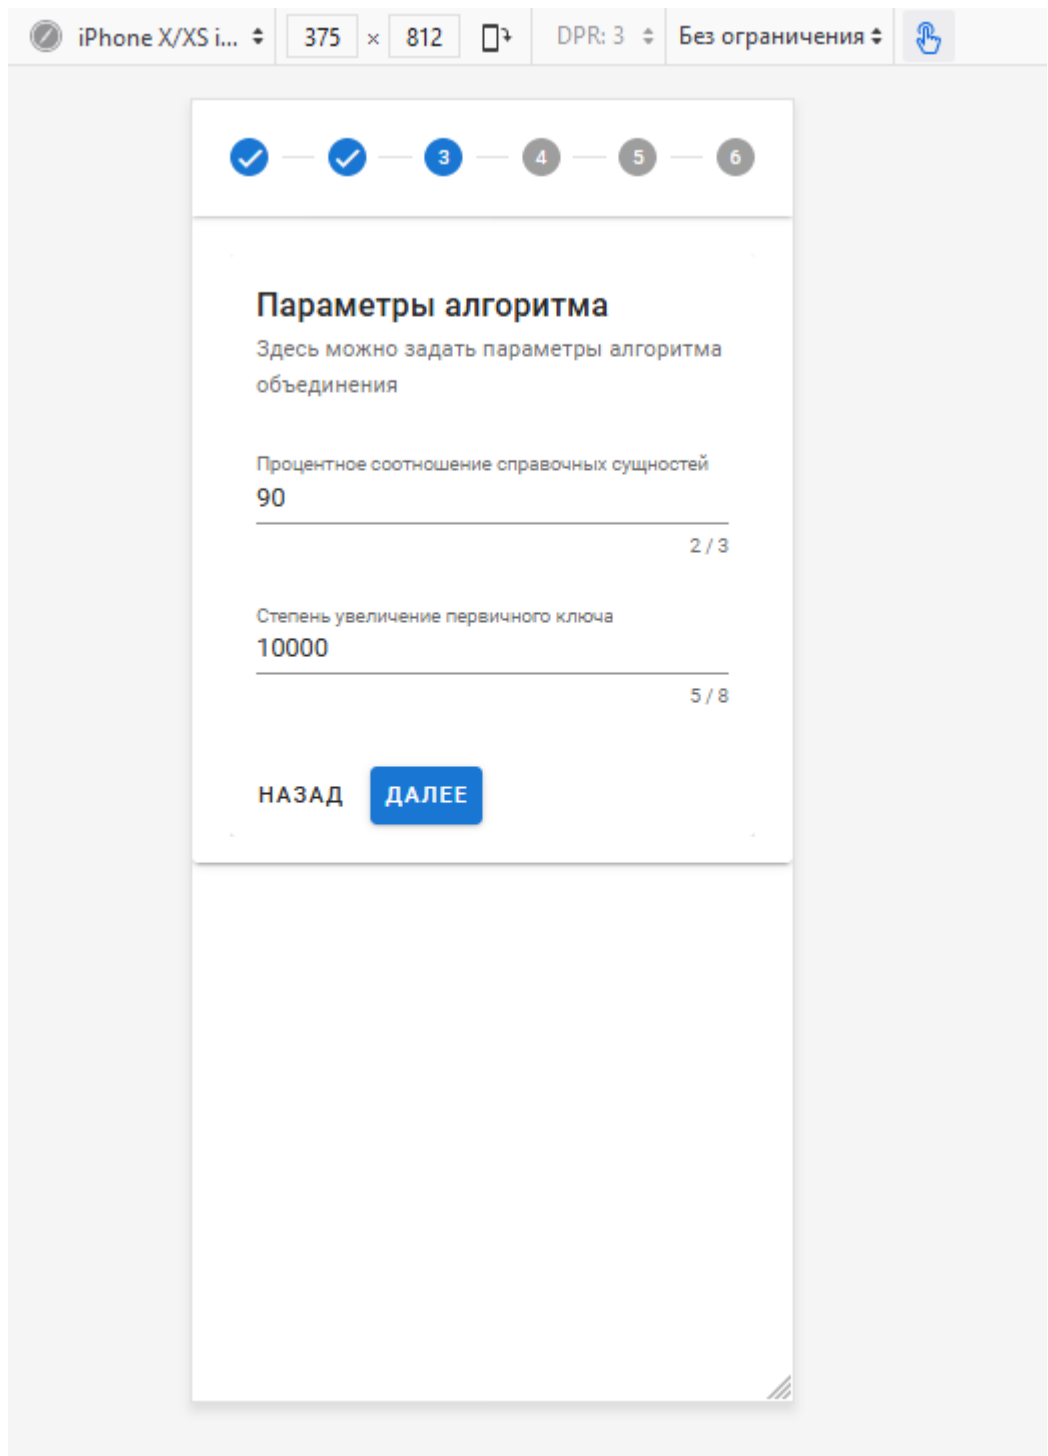 iPhone X/XS i... 375 × 812 DPR: 3 Без ограничения
3 4 5 6
Параметры алгоритма
Здесь можно задать параметры алгоритма
объединения
Процентное соотношение справочных сущностей
90
2 / 3
Степень увеличение первичного ключа
10000
5 / 8
НАЗАД ДАЛЕЕ